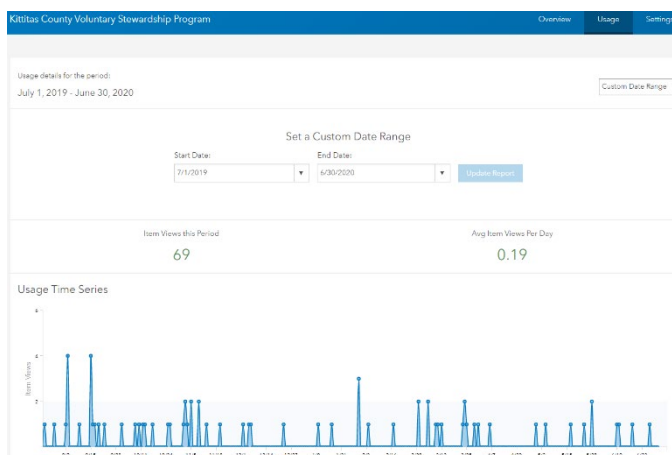 Kittitas County Voluntary Stewardship Program
Overview Usage Settings
Usage details for the period:
July 1, 2019 - June 30, 2020
Custom Date Range
Set a Custom Date Range
Start Date: End Date:
7/1/2019 6/30/2020 Update Report
Item Views this Period Avg Item Views Per Day
69 0.19
Usage Time Series
Item Views